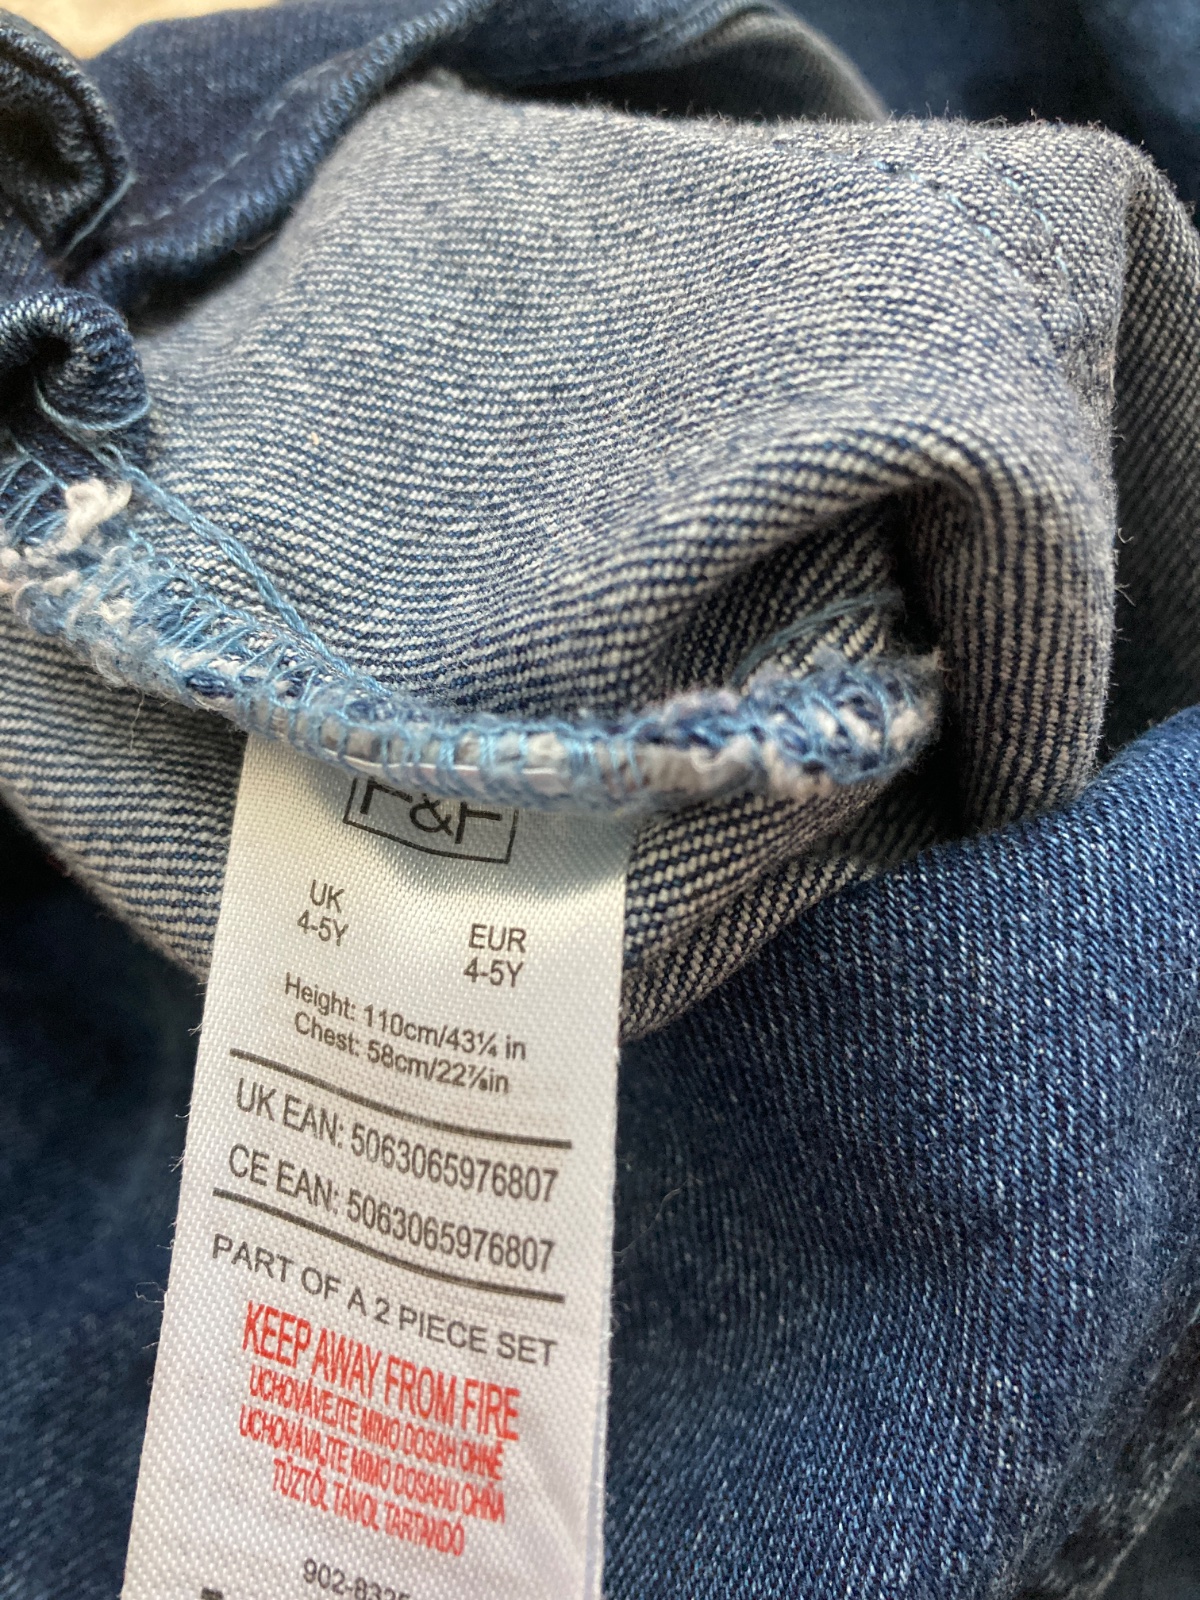 F&F
UK
4-5Y
EUR
4-5Y
Height: 110cm/43¼ in
Chest: 58cm/22⅞in
UK EAN: 5063065976807
CE EAN: 5063065976807
PART OF A 2 PIECE SET
KEEP AWAY FROM FIRE
UCHOVÁVEJTE MIMO DOSAH OHNĚ
UCHOVÁVAJTE MIMO DOSAHU OHŇA
TŰZTŐL TÁVOL TARTANDÓ